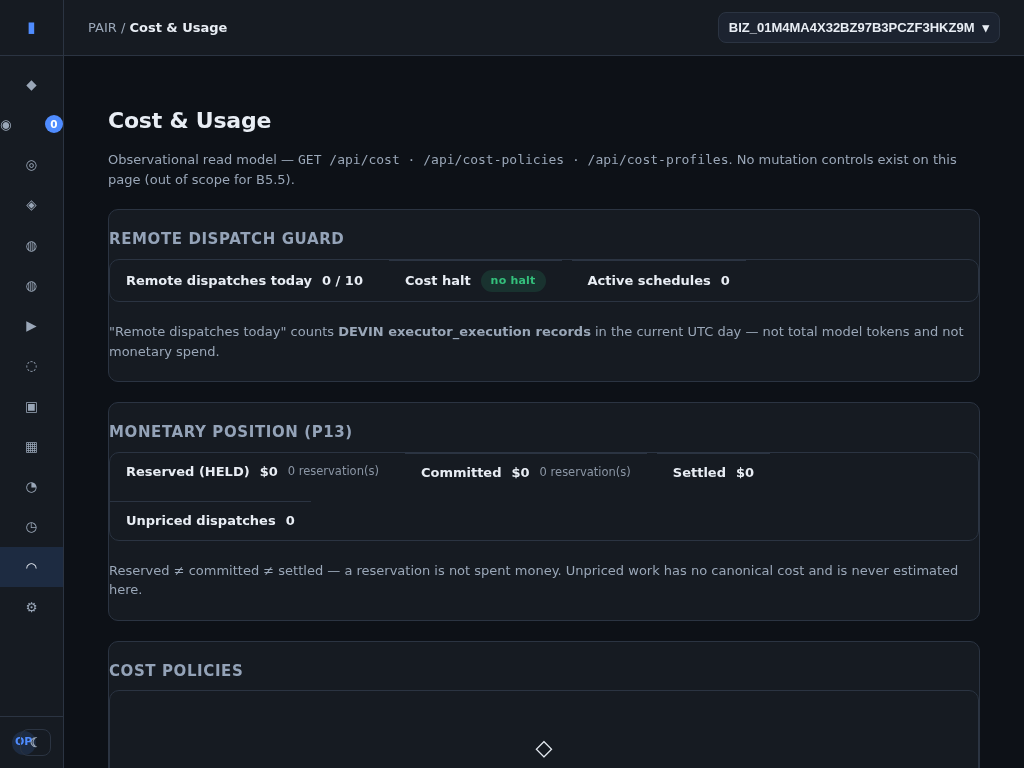 PAIR / Cost & Usage
BIZ_01M4MA4X32BZ97B3PCZF3HKZ9M ▾
0
Cost & Usage
Observational read model — GET /api/cost · /api/cost-policies · /api/cost-profiles. No mutation controls exist on this
page (out of scope for B5.5).
REMOTE DISPATCH GUARD
Remote dispatches today 0 / 10 Cost halt no halt Active schedules 0
"Remote dispatches today" counts DEVIN executor_execution records in the current UTC day — not total model tokens and not
monetary spend.
MONETARY POSITION (P13)
Reserved (HELD) $0 0 reservation(s) Committed $0 0 reservation(s) Settled $0
Unpriced dispatches 0
Reserved ≠ committed ≠ settled — a reservation is not spent money. Unpriced work has no canonical cost and is never estimated
here.
COST POLICIES
OP